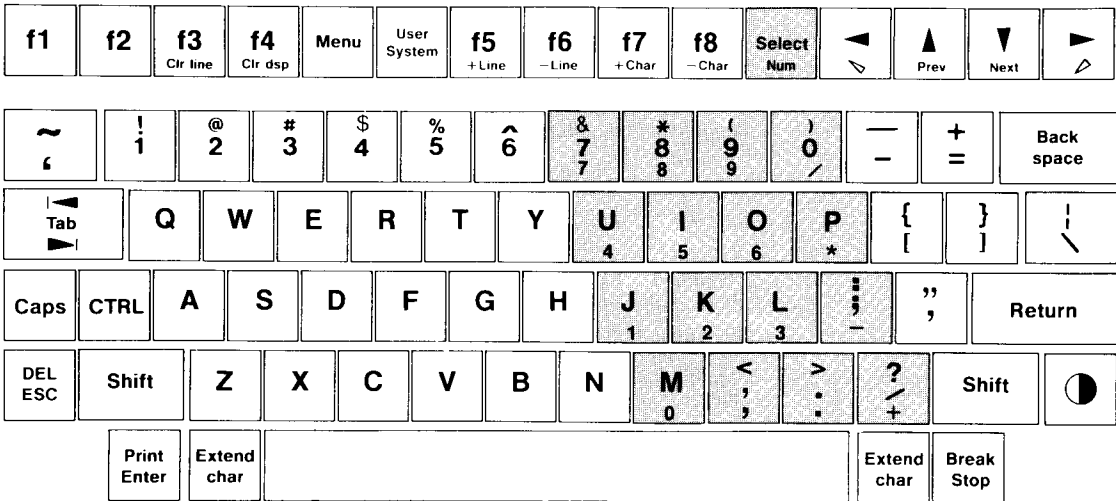 f1 f2 f3 f4 Menu User f5 f6 f7 f8 Select ◄ ▲ ▼ ►
Clr line Clr dsp System +Line −Line +Char −Char Num Prev Next
~ ! @ # $ % ^ & * ( ) — + Back
‘ 1 2 3 4 5 6 7 8 9 0 − = space
7 8 9 /
Tab Q W E R T Y U I O P { } ¦
4 5 6 * [ ] \
Caps CTRL A S D F G H J K L : ; " ' Return
1 2 3 −
DEL Shift Z X C V B N M < > ? Shift
ESC , . /
0 , . +
Print Extend Extend Break
Enter char char Stop